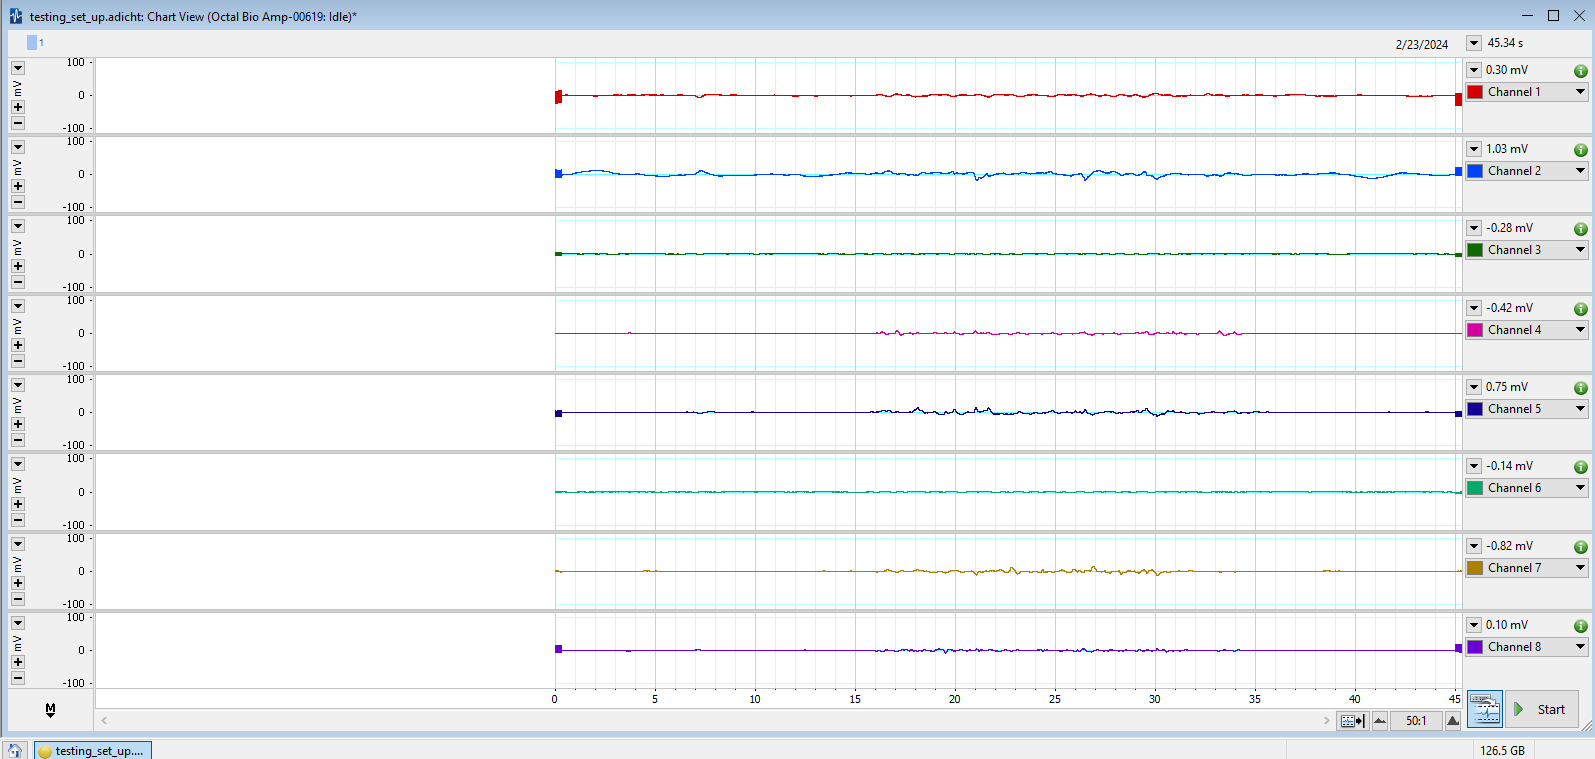 testing_set_up.adicht: Chart View (Octal Bio Amp-00619: Idle)*
1
2/23/2024
45.34 s
100
mV
0
-100
0.30 mV
Channel 1
100
mV
0
-100
1.03 mV
Channel 2
100
mV
0
-100
-0.28 mV
Channel 3
100
mV
0
-100
-0.42 mV
Channel 4
100
mV
0
-100
0.75 mV
Channel 5
100
mV
0
-100
-0.14 mV
Channel 6
100
mV
0
-100
-0.82 mV
Channel 7
100
mV
0
-100
0.10 mV
Channel 8
0 5 10 15 20 25 30 35 40 45
M
50:1
Start
testing_set_up....
126.5 GB